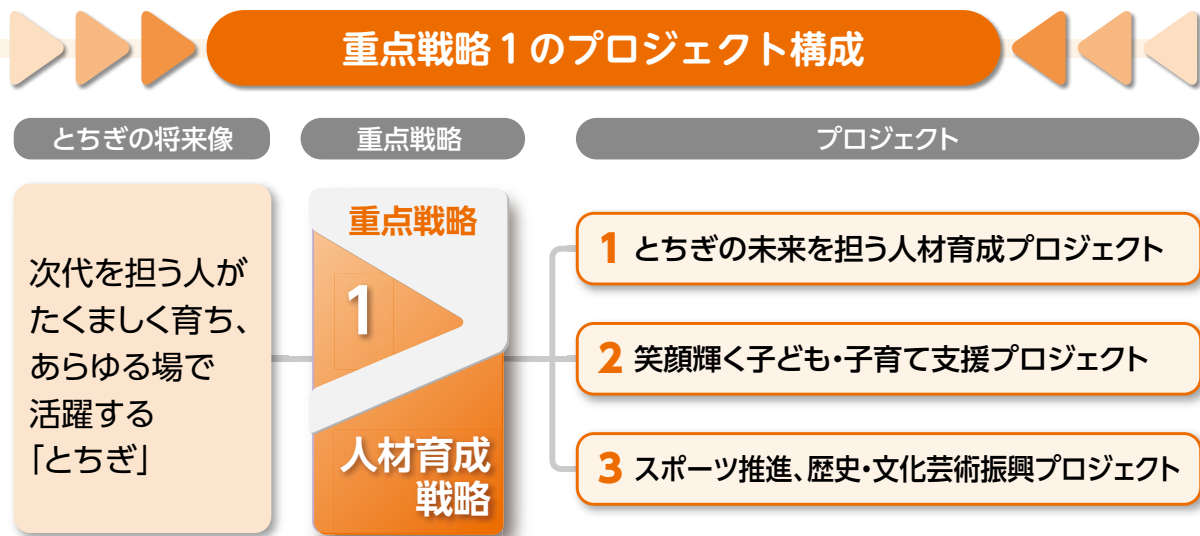 重点戦略1のプロジェクト構成
とちぎの将来像
重点戦略
プロジェクト
次代を担う人が
たくましく育ち、
あらゆる場で
活躍する
「とちぎ」
重点戦略
1
人材育成
戦略
1 とちぎの未来を担う人材育成プロジェクト
2 笑顔輝く子ども・子育て支援プロジェクト
3 スポーツ推進、歴史・文化芸術振興プロジェクト